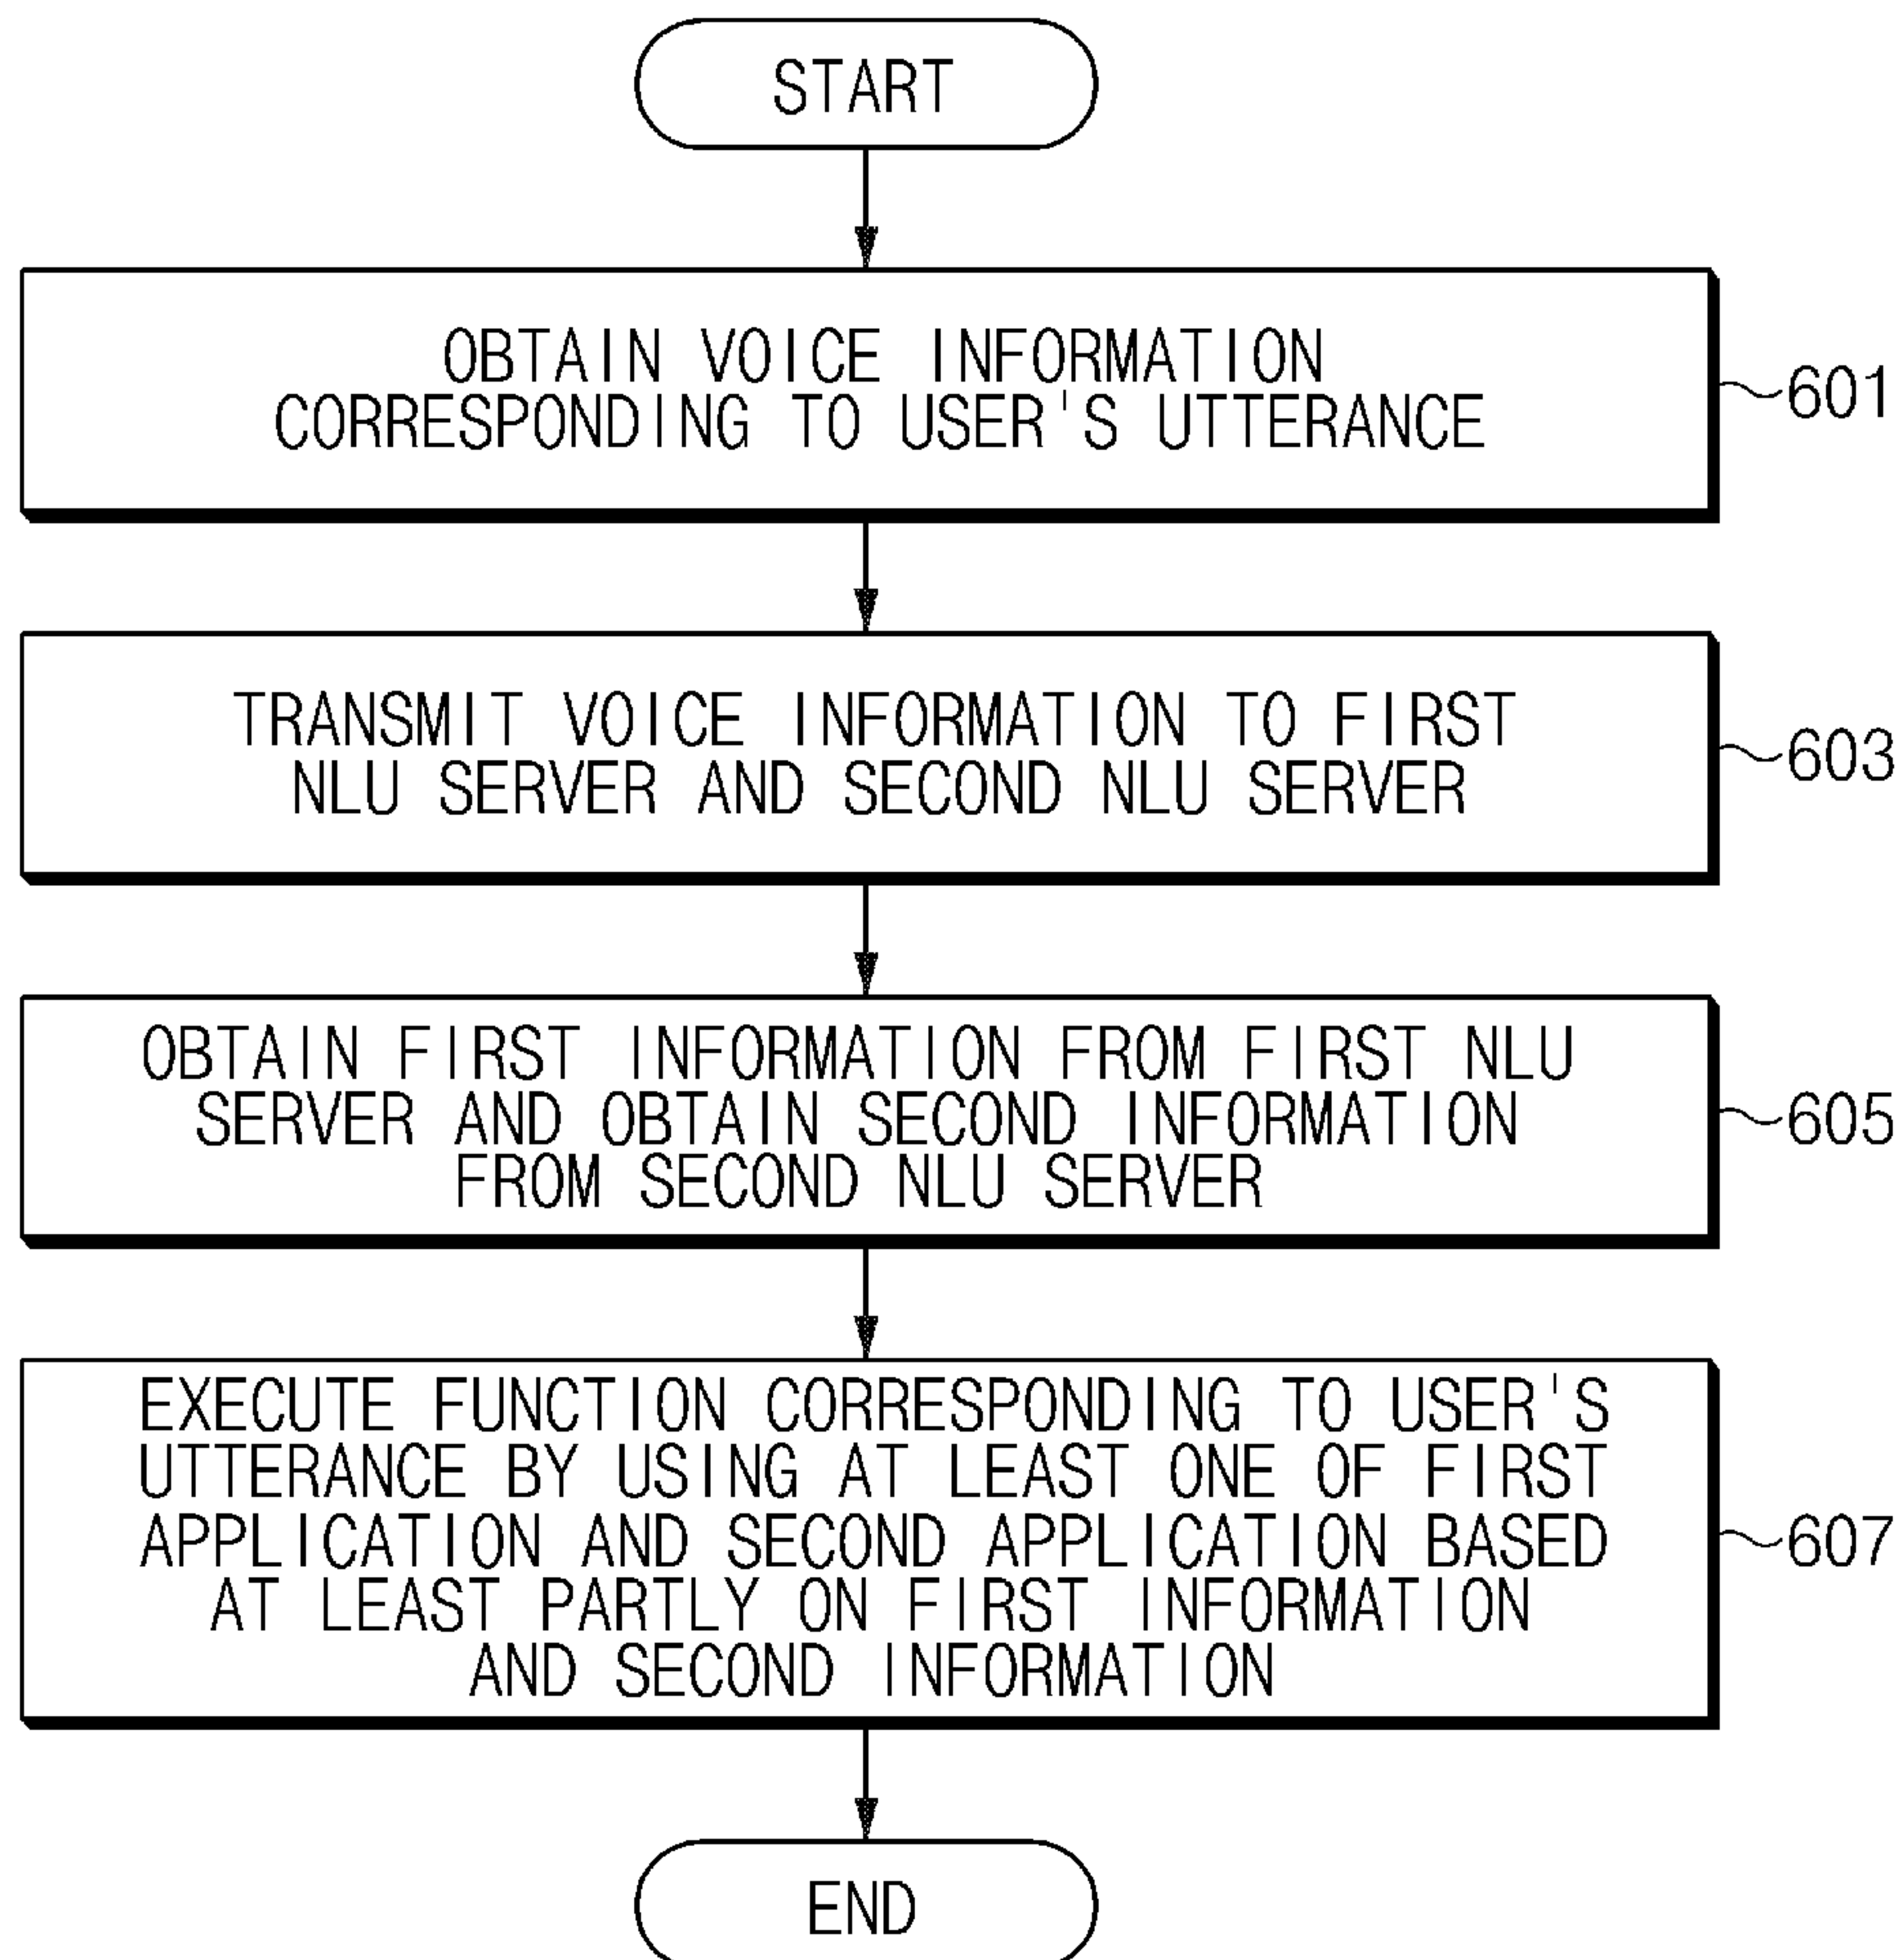 START
OBTAIN VOICE INFORMATION
CORRESPONDING TO USER'S UTTERANCE
601
TRANSMIT VOICE INFORMATION TO FIRST
NLU SERVER AND SECOND NLU SERVER
603
OBTAIN FIRST INFORMATION FROM FIRST NLU
SERVER AND OBTAIN SECOND INFORMATION
FROM SECOND NLU SERVER
605
EXECUTE FUNCTION CORRESPONDING TO USER'S
UTTERANCE BY USING AT LEAST ONE OF FIRST
APPLICATION AND SECOND APPLICATION BASED
AT LEAST PARTLY ON FIRST INFORMATION
AND SECOND INFORMATION
607
END